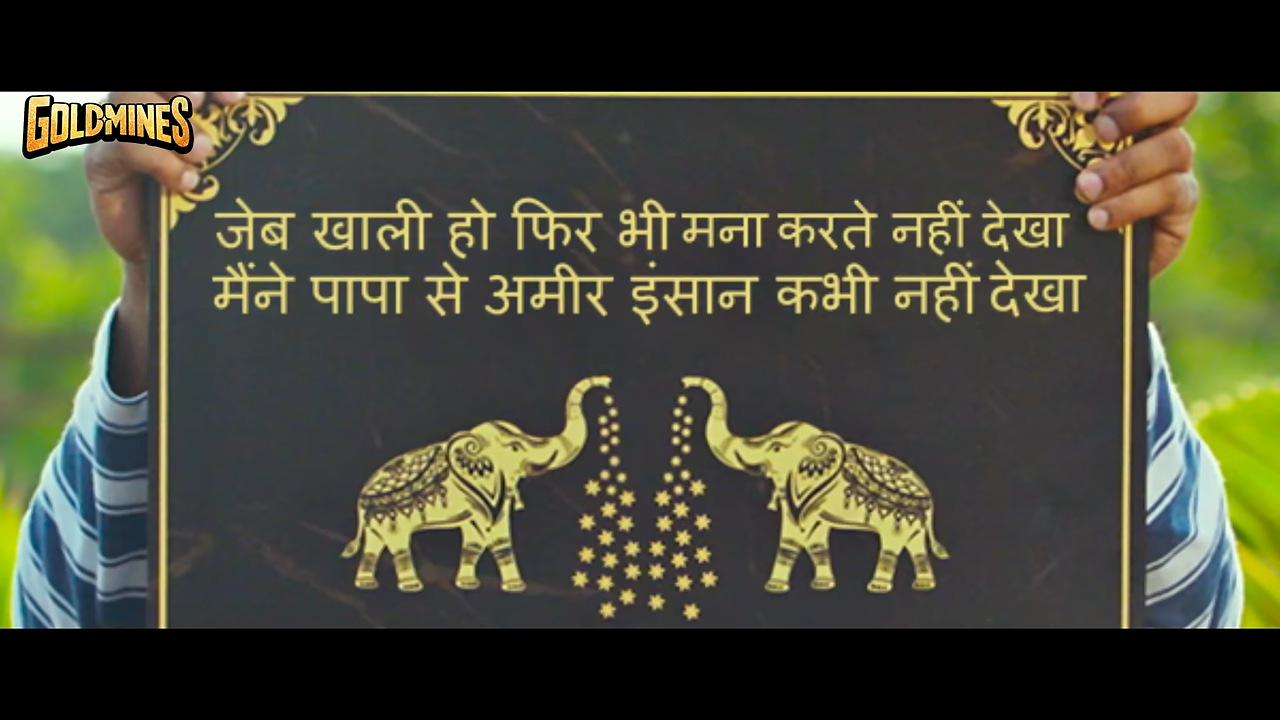 GOLDMINES
जेब खाली हो फिर भी मना करते नहीं देखा
मैंने पापा से अमीर इंसान कभी नहीं देखा